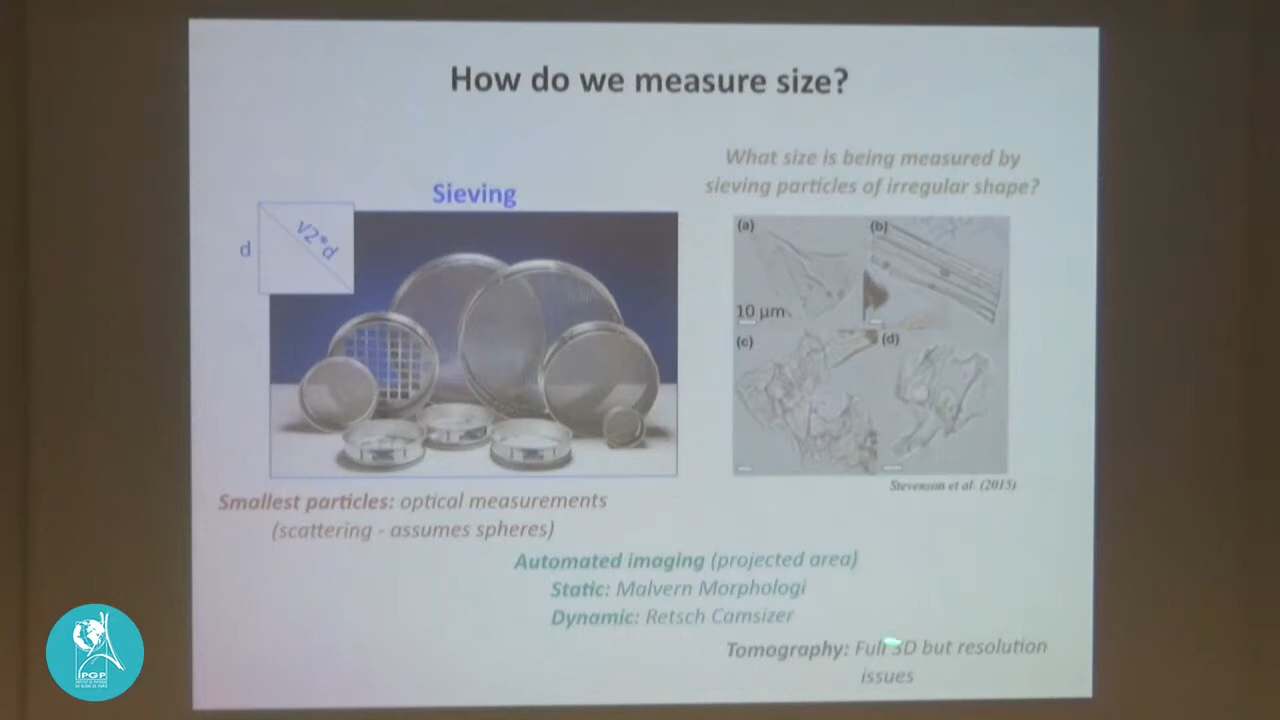 How do we measure size?
What size is being measured by
sieving particles of irregular shape?
Sieving
d
√2*d
(a)
(b)
10 µm
(c)
(d)
Stevenson et al. (2015)
Smallest particles: optical measurements
(scattering - assumes spheres)
Automated imaging (projected area)
Static: Malvern Morphologi
Dynamic: Retsch Camsizer
Tomography: Full 3D but resolution
issues
IPGP